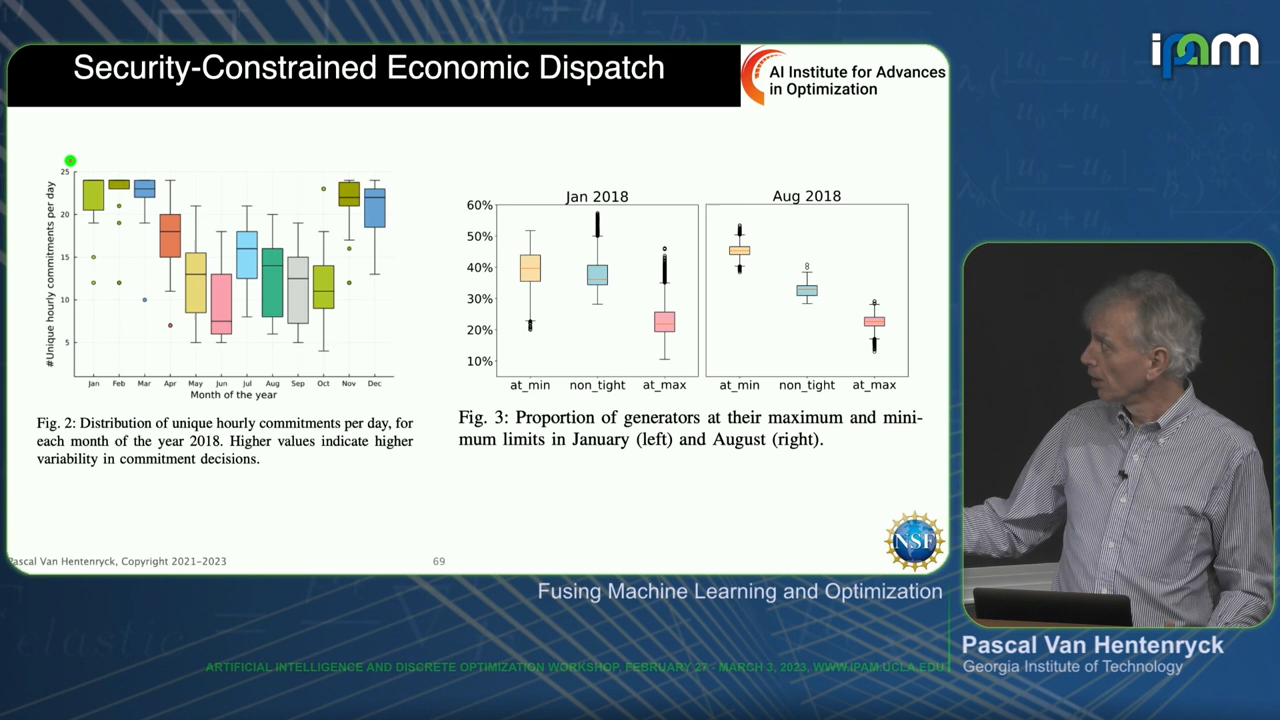 Security-Constrained Economic Dispatch
AI Institute for Advances
in Optimization
ipam
#Unique hourly commitments per day
25
20
15
10
5
Jan Feb Mar Apr May Jun Jul Aug Sep Oct Nov Dec
Month of the year
Fig. 2: Distribution of unique hourly commitments per day, for
each month of the year 2018. Higher values indicate higher
variability in commitment decisions.
Jan 2018
Aug 2018
60%
50%
40%
30%
20%
10%
at_min non_tight at_max
at_min non_tight at_max
Fig. 3: Proportion of generators at their maximum and mini-
mum limits in January (left) and August (right).
NSF
Pascal Van Hentenryck, Copyright 2021-2023
69
Fusing Machine Learning and Optimization
Pascal Van Hentenryck
Georgia Institute of Technology
ARTIFICIAL INTELLIGENCE AND DISCRETE OPTIMIZATION WORKSHOP, FEBRUARY 27 - MARCH 3, 2023, WWW.IPAM.UCLA.EDU
elastic